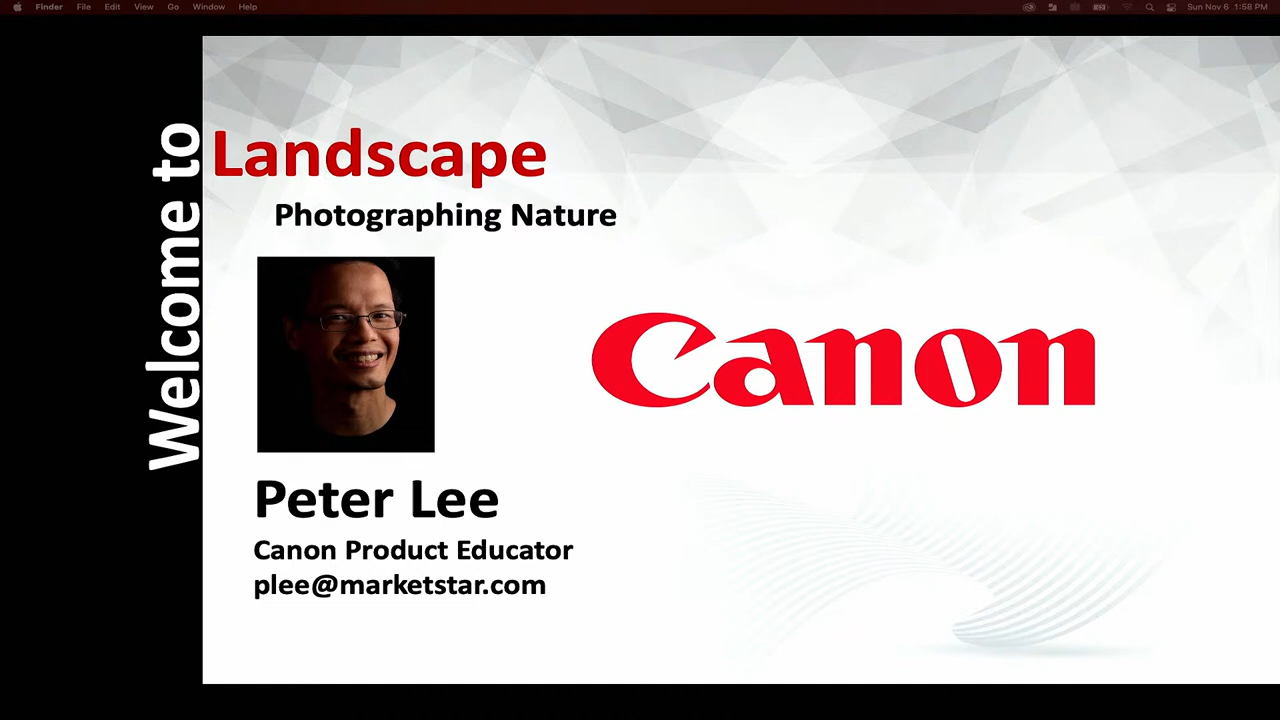 Finder File Edit View Go Window Help
Sun Nov 6 1:58 PM
Welcome to
Landscape
Photographing Nature
Canon
Peter Lee
Canon Product Educator
plee@marketstar.com